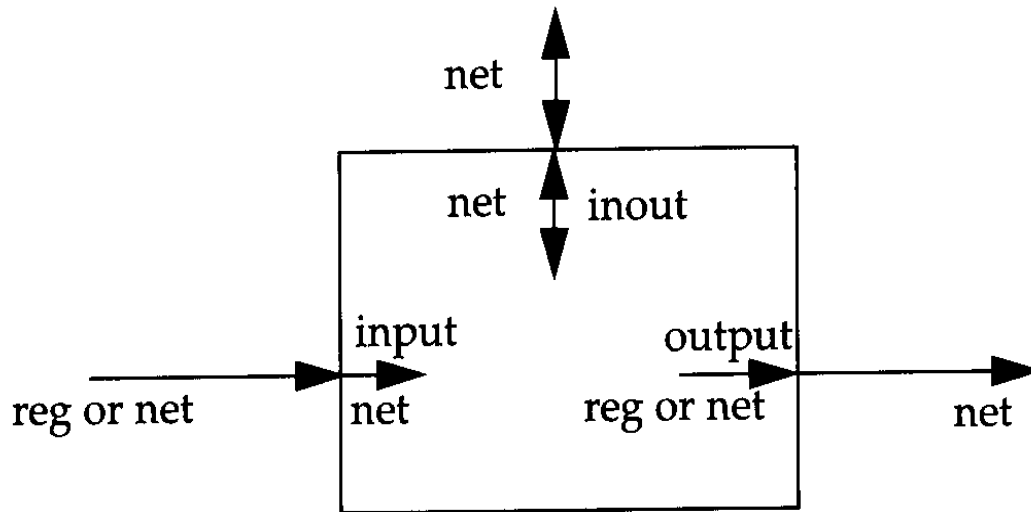 net
net inout
input
output
reg or net
net
reg or net
net